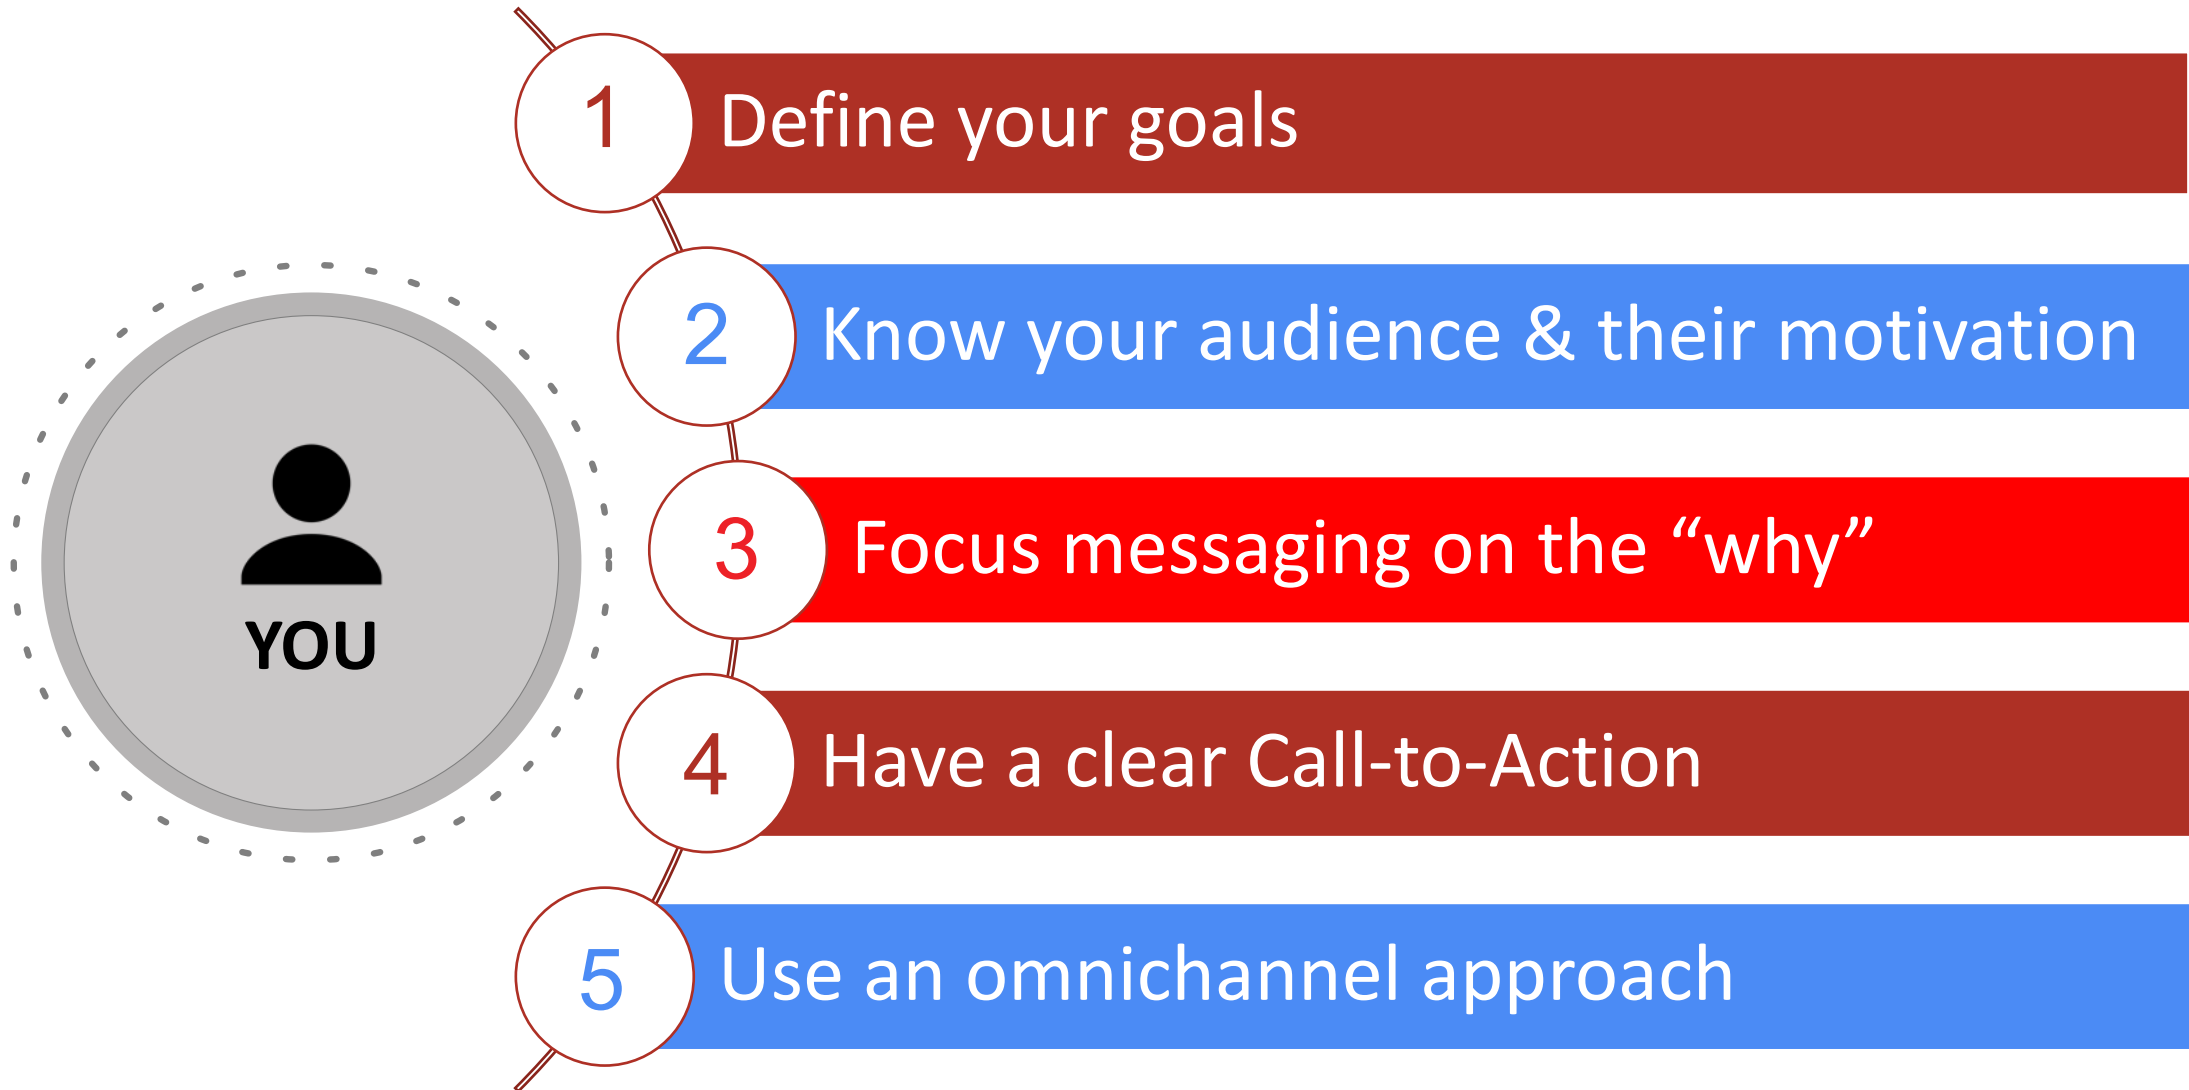 1 Define your goals
2 Know your audience & their motivation
3 Focus messaging on the “why”
YOU
4 Have a clear Call-to-Action
5 Use an omnichannel approach